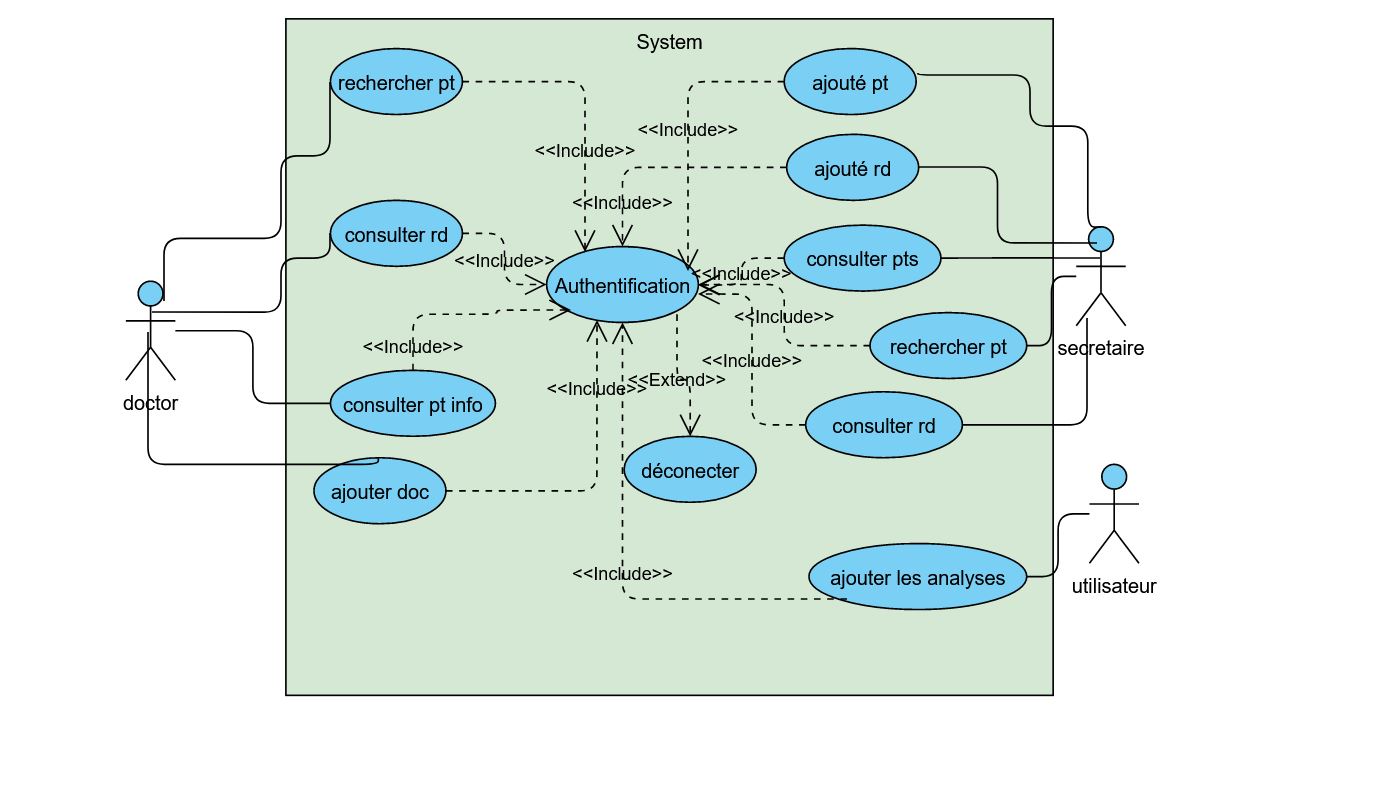 System
rechercher pt
ajouté pt
<<Include>>
<<Include>>
ajouté rd
<<Include>>
consulter rd
<<Include>>
consulter pts
<<Include>>
Authentification
<<Include>>
rechercher pt
secretaire
<<Include>>
<<Include>>
<<Extend>>
<<Include>>
doctor
consulter pt info
consulter rd
déconecter
ajouter doc
<<Include>>
ajouter les analyses
utilisateur